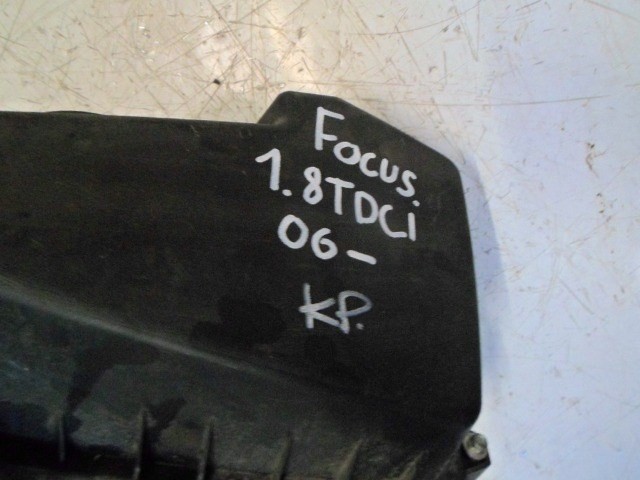 Focus.
1.8TDCi
06-
KP.